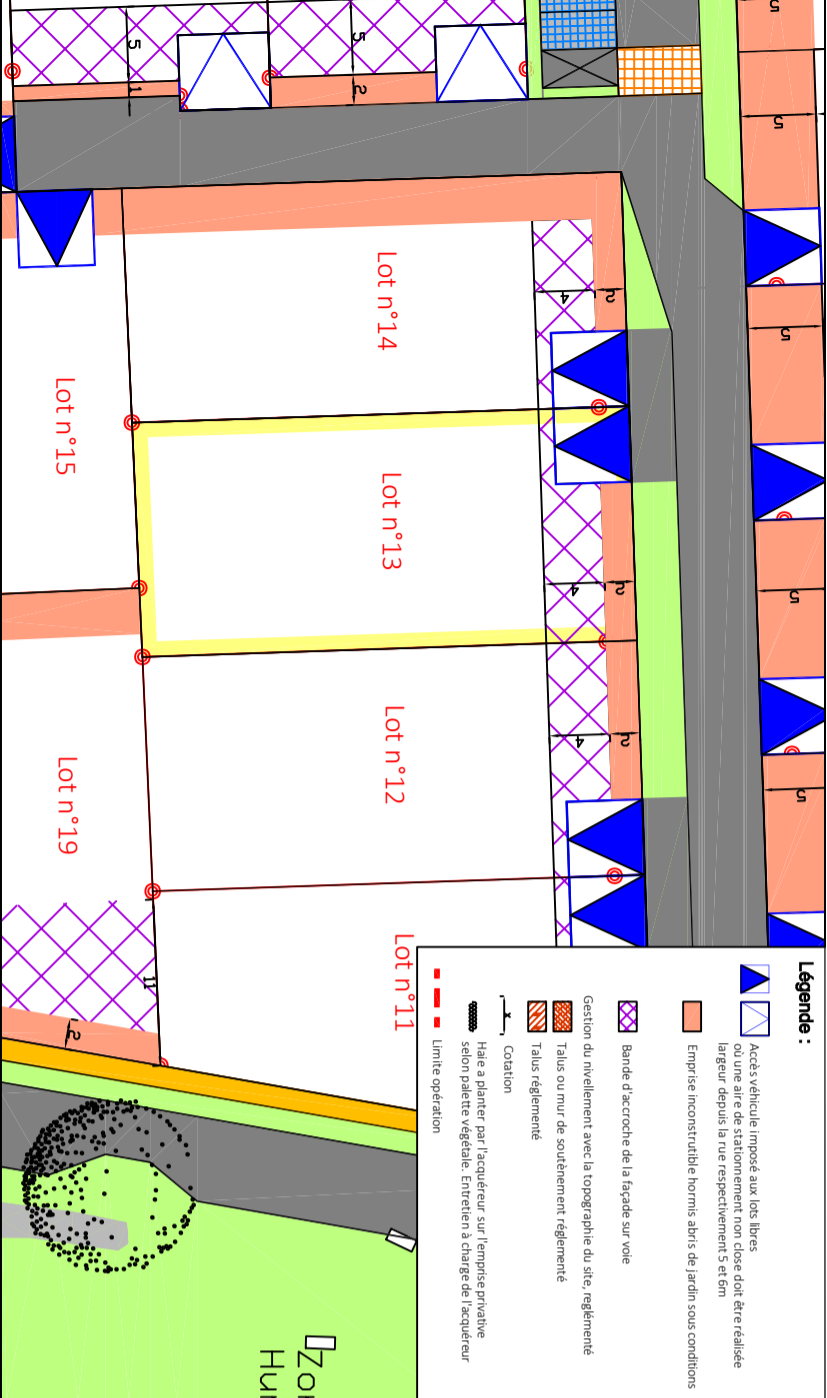 Lot n°14
Lot n°15
Lot n°13
Lot n°12
Lot n°19
Lot n°11
5
5
1
2
5
5
5
5
5
4
2
4
2
4
2
11
2
Légende :
Accès véhicule imposé aux lots libres
où une aire de stationnement non close doit être réalisée
largeur depuis la rue respectivement 5 et 6m
Emprise inconstrutible hormis abris de jardin sous conditions
Bande d'accroche de la façade sur voie
Gestion du nivellement avec la topographie du site, reglémenté
Talus ou mur de soutènement réglementé
Talus réglementé
x
Cotation
Haie a planter par l'acquéreur sur l'emprise privative
selon palette végétale. Entretien à charge de l'acquéreur
Limite opération
Zo
Hu